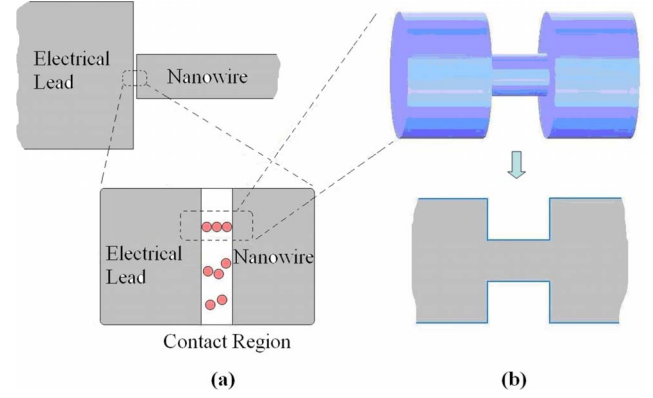 Electrical
Lead
Nanowire
Electrical
Lead
Nanowire
Contact Region
(a)
(b)